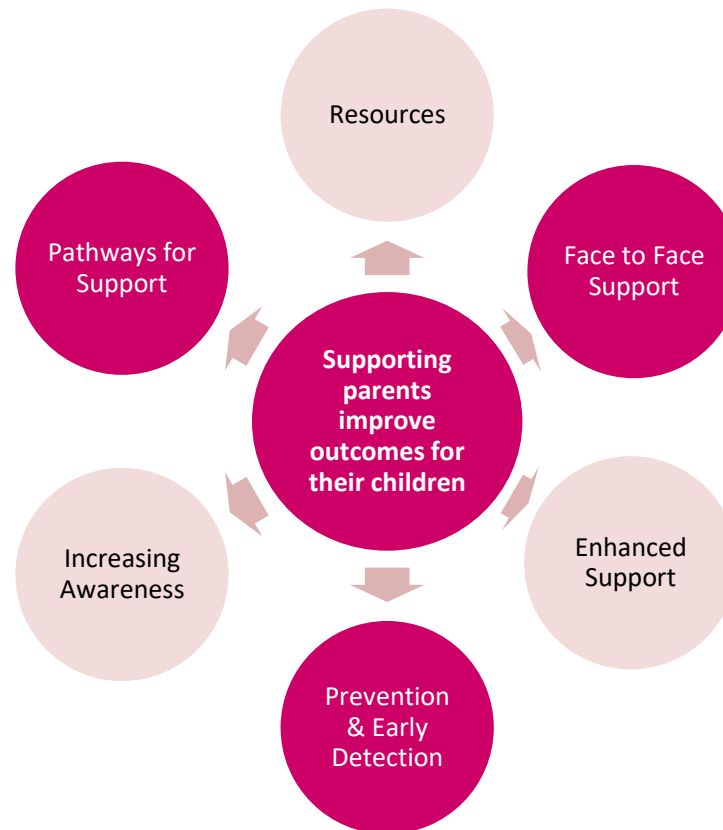 Resources
Pathways for
Support
Face to Face
Support
Supporting
parents
improve
outcomes for
their children
Increasing
Awareness
Enhanced
Support
Prevention
& Early
Detection